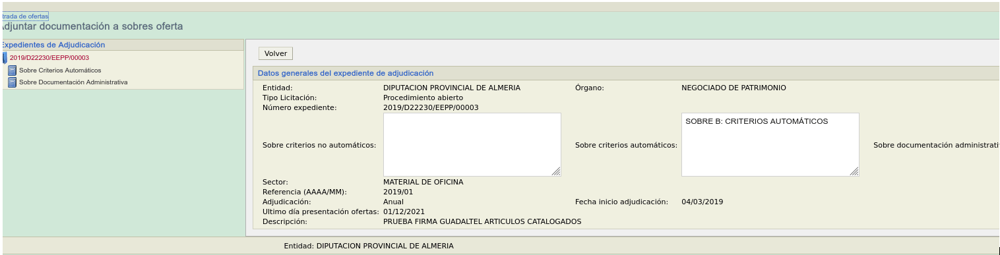 trada de ofertas
Adjuntar documentación a sobres oferta
Expedientes de Adjudicación
2019/D22230/EEPP/00003
Sobre Criterios Automáticos
Sobre Documentación Administrativa
Volver
Datos generales del expediente de adjudicación
Entidad: DIPUTACION PROVINCIAL DE ALMERIA Órgano: NEGOCIADO DE PATRIMONIO
Tipo Licitación: Procedimiento abierto
Número expediente: 2019/D22230/EEPP/00003
SOBRE B: CRITERIOS AUTOMÁTICOS
Sobre criterios no automáticos: Sobre criterios automáticos: Sobre documentación administrati
Sector: MATERIAL DE OFICINA
Referencia (AAAA/MM): 2019/01
Adjudicación: Anual Fecha inicio adjudicación: 04/03/2019
Ultimo día presentación ofertas: 01/12/2021
Descripción: PRUEBA FIRMA GUADALTEL ARTICULOS CATALOGADOS
Entidad: DIPUTACION PROVINCIAL DE ALMERIA